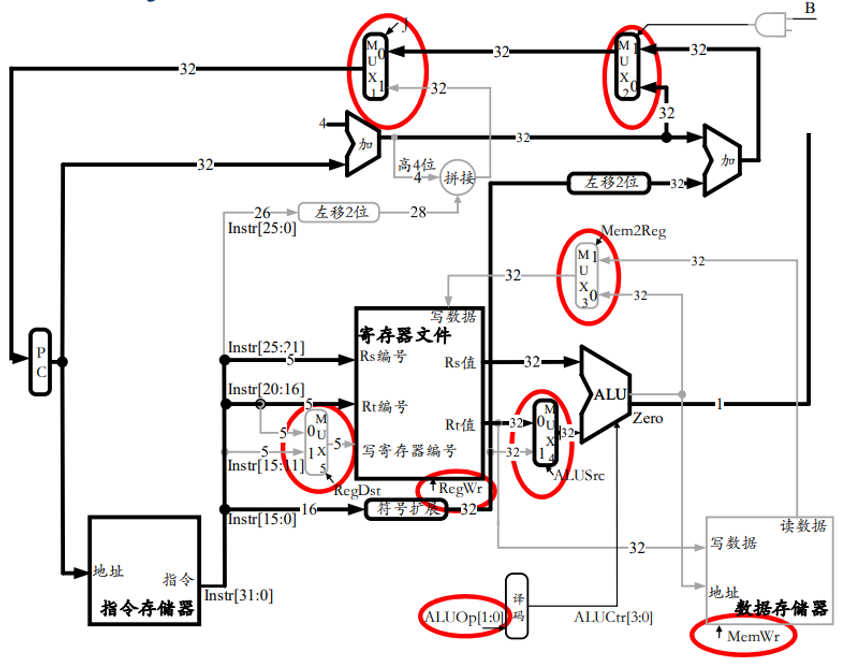 B
J
MUX1
0
1
32
MUX2
1
0
32
32
32
32
4
加
32
32
高4位
4
拼接
加
左移2位
32
26
左移2位
28
Instr[25:0]
Mem2Reg
MUX3
1
0
32
32
32
写数据
寄存器文件
PC
Instr[25:21]
5
Rs编号
Rs值
32
Instr[20:16]
5
Rt编号
Rt值
32
ALU
1
Zero
5
0
MUX5
1
5
5
写寄存器编号
0
MUX4
1
32
32
Instr[15:11]
RegDst
RegWr
ALUSrc
Instr[15:0]
16
符号扩展
32
读数据
写数据
32
地址
指令
指令存储器
Instr[31:0]
译码
ALUOp[1:0]
ALUCtr[3:0]
地址
数据存储器
MemWr